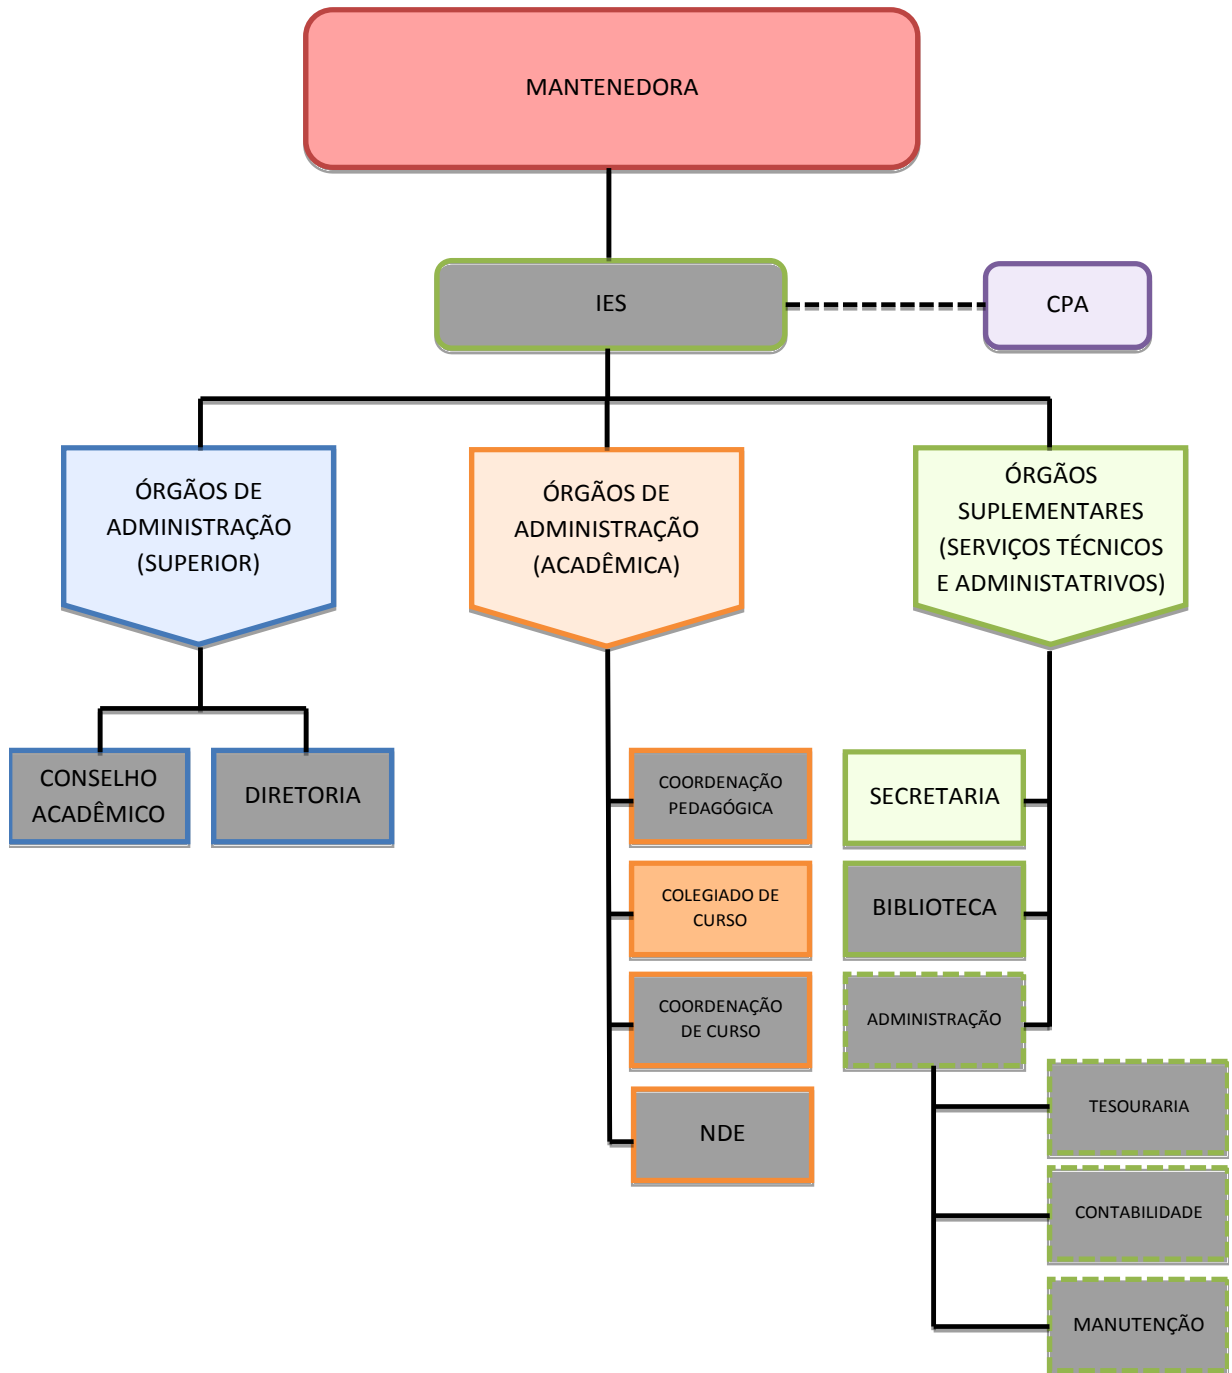 MANTENEDORA
IES
CPA
ÓRGÃOS DE
ADMINISTRAÇÃO
(SUPERIOR)
ÓRGÃOS DE
ADMINISTRAÇÃO
(ACADÊMICA)
ÓRGÃOS
SUPLEMENTARES
(SERVIÇOS TÉCNICOS
E ADMINISTATRIVOS)
CONSELHO
ACADÊMICO
DIRETORIA
COORDENAÇÃO
PEDAGÓGICA
COLEGIADO DE
CURSO
COORDENAÇÃO
DE CURSO
NDE
SECRETARIA
BIBLIOTECA
ADMINISTRAÇÃO
TESOURARIA
CONTABILIDADE
MANUTENÇÃO